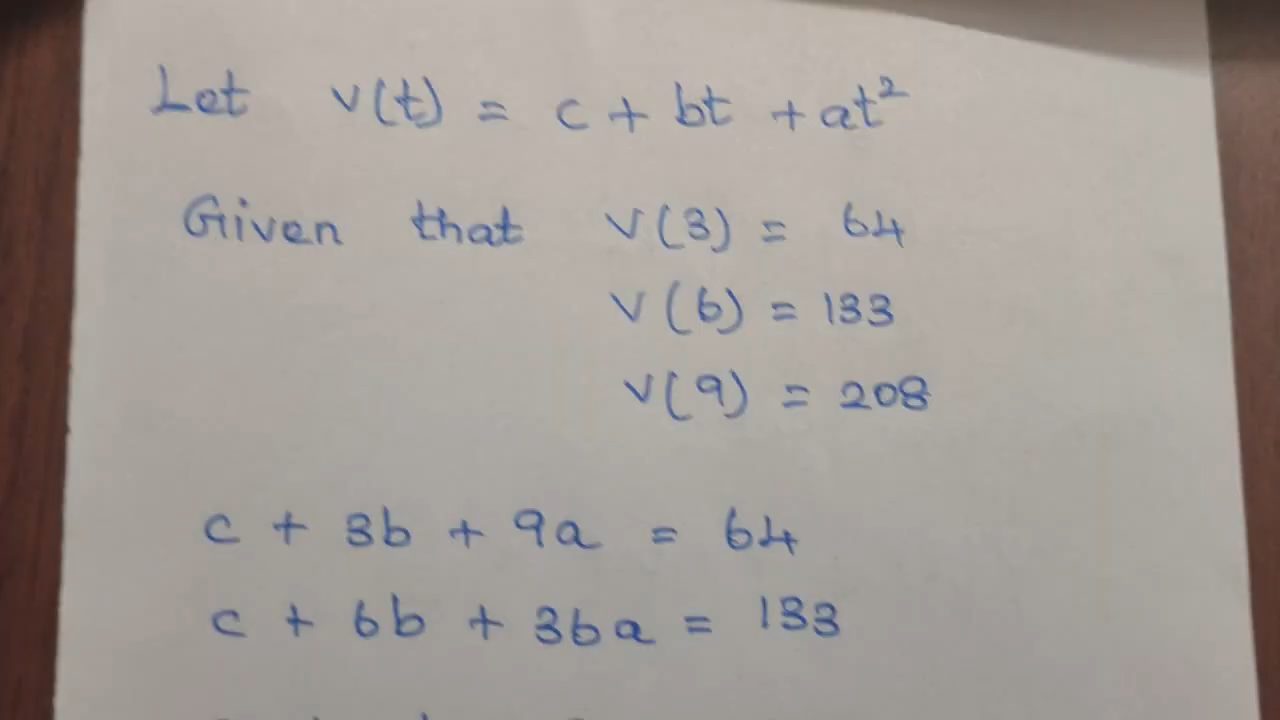 Let v(t) = c + bt + at²
Given that v(3) = 64
v(6) = 133
v(9) = 208
c + 3b + 9a = 64
c + 6b + 36a = 133